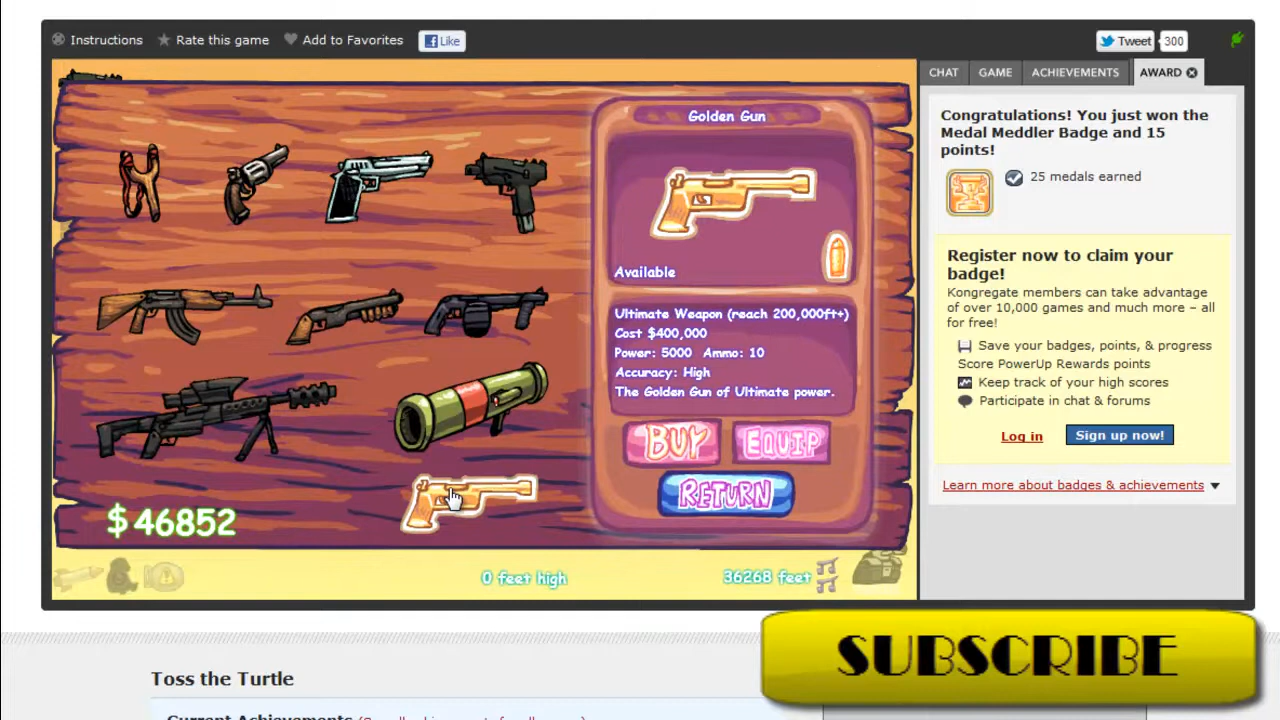 Instructions
Rate this game
Add to Favorites
Like
Tweet
300
CHAT
GAME
ACHIEVEMENTS
AWARD
Golden Gun
Available
Ultimate Weapon (reach 200,000ft+)
Cost $400,000
Power: 5000 Ammo: 10
Accuracy: High
The Golden Gun of Ultimate power.
BUY
EQUIP
RETURN
$46852
0 feet high
36268 feet
Congratulations! You just won the
Medal Meddler Badge and 15
points!
25 medals earned
Register now to claim your
badge!
Kongregate members can take advantage
of over 10,000 games and much more – all
for free!
Save your badges, points, & progress
Score PowerUp Rewards points
Keep track of your high scores
Participate in chat & forums
Log in
Sign up now!
Learn more about badges & achievements
SUBSCRIBE
Toss the Turtle
Current Achievements